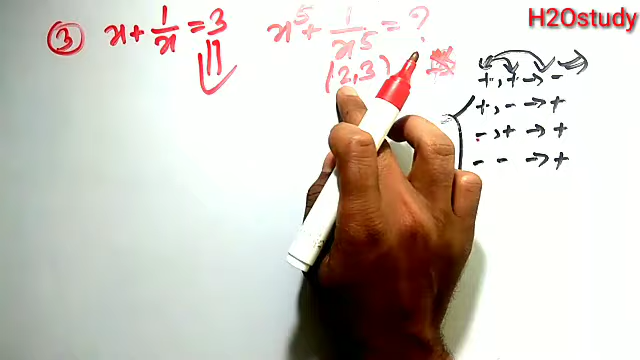 H2Ostudy
③ x + 1/x = 3 x⁵ + 1/x⁵ = ?
(2,3)
+, + → -
+, - → +
-, + → +
- - → +